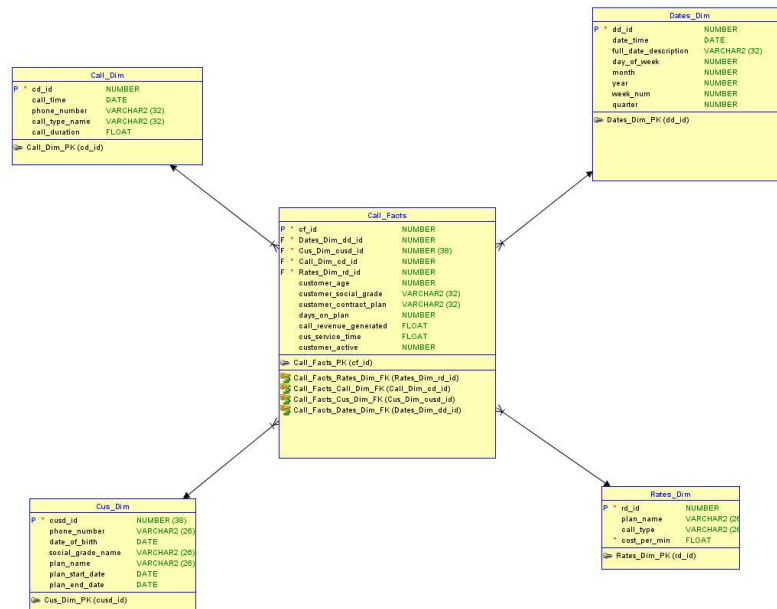 Dates_Dim
P * dd_id NUMBER
date_time DATE
full_date_description VARCHAR2 (32)
day_of_week NUMBER
month NUMBER
year NUMBER
week_num NUMBER
quarter NUMBER
Dates_Dim_PK (dd_id)
Call_Dim
P * cd_id NUMBER
call_time DATE
phone_number VARCHAR2 (32)
call_type_name VARCHAR2 (32)
call_duration FLOAT
Call_Dim_PK (cd_id)
Call_Facts
P * cf_id NUMBER
F * Dates_Dim_dd_id NUMBER
F * Cus_Dim_cusd_id NUMBER (38)
F * Call_Dim_cd_id NUMBER
F * Rates_Dim_rd_id NUMBER
customer_age NUMBER
customer_social_grade VARCHAR2 (32)
customer_contract_plan VARCHAR2 (32)
days_on_plan NUMBER
call_revenue_generated FLOAT
cus_service_time FLOAT
customer_active NUMBER
Call_Facts_PK (cf_id)
Call_Facts_Rates_Dim_FK (Rates_Dim_rd_id)
Call_Facts_Call_Dim_FK (Call_Dim_cd_id)
Call_Facts_Cus_Dim_FK (Cus_Dim_cusd_id)
Call_Facts_Dates_Dim_FK (Dates_Dim_dd_id)
Cus_Dim
P * cusd_id NUMBER (38)
phone_number VARCHAR2 (26)
date_of_birth DATE
social_grade_name VARCHAR2 (26)
plan_name VARCHAR2 (26)
plan_start_date DATE
plan_end_date DATE
Cus_Dim_PK (cusd_id)
Rates_Dim
P * rd_id NUMBER
plan_name VARCHAR2 (26
call_type VARCHAR2 (26
* cost_per_min FLOAT
Rates_Dim_PK (rd_id)